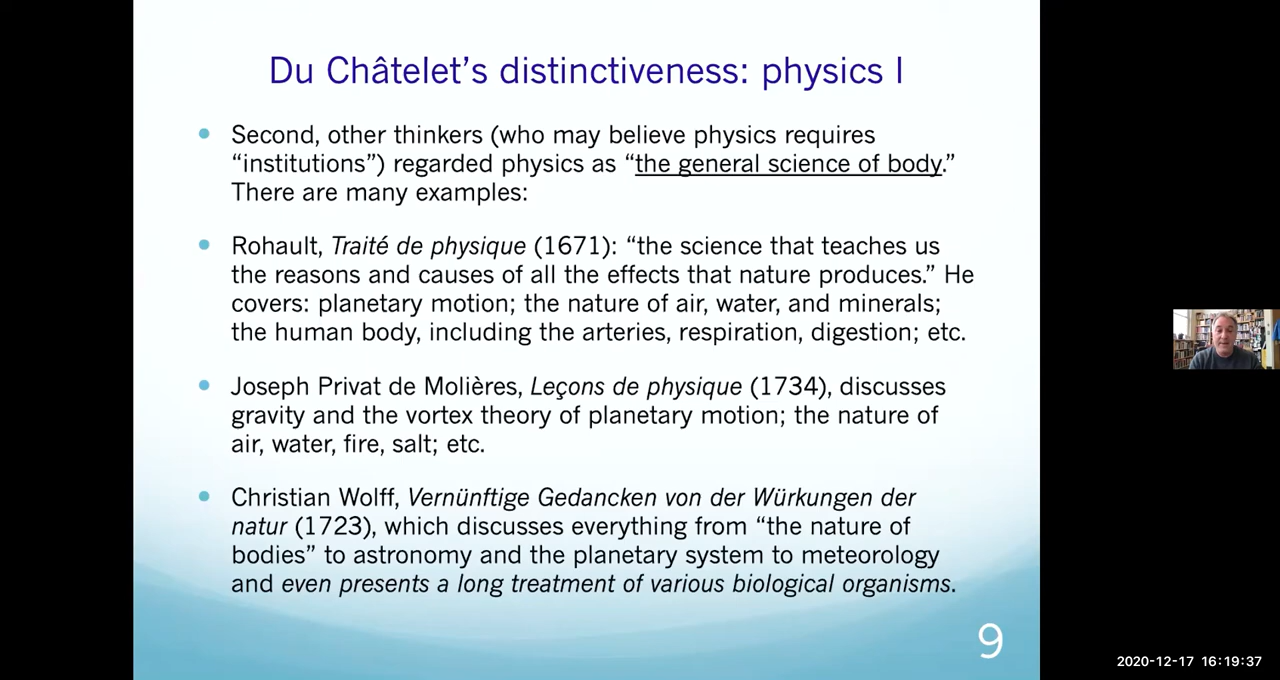 Du Châtelet’s distinctiveness: physics I
Second, other thinkers (who may believe physics requires
“institutions”) regarded physics as “the general science of body.”
There are many examples:
Rohault, Traité de physique (1671): “the science that teaches us
the reasons and causes of all the effects that nature produces.” He
covers: planetary motion; the nature of air, water, and minerals;
the human body, including the arteries, respiration, digestion; etc.
Joseph Privat de Molières, Leçons de physique (1734), discusses
gravity and the vortex theory of planetary motion; the nature of
air, water, fire, salt; etc.
Christian Wolff, Vernünftige Gedancken von der Würkungen der
natur (1723), which discusses everything from “the nature of
bodies” to astronomy and the planetary system to meteorology
and even presents a long treatment of various biological organisms.
9
2020-12-17 16:19:37